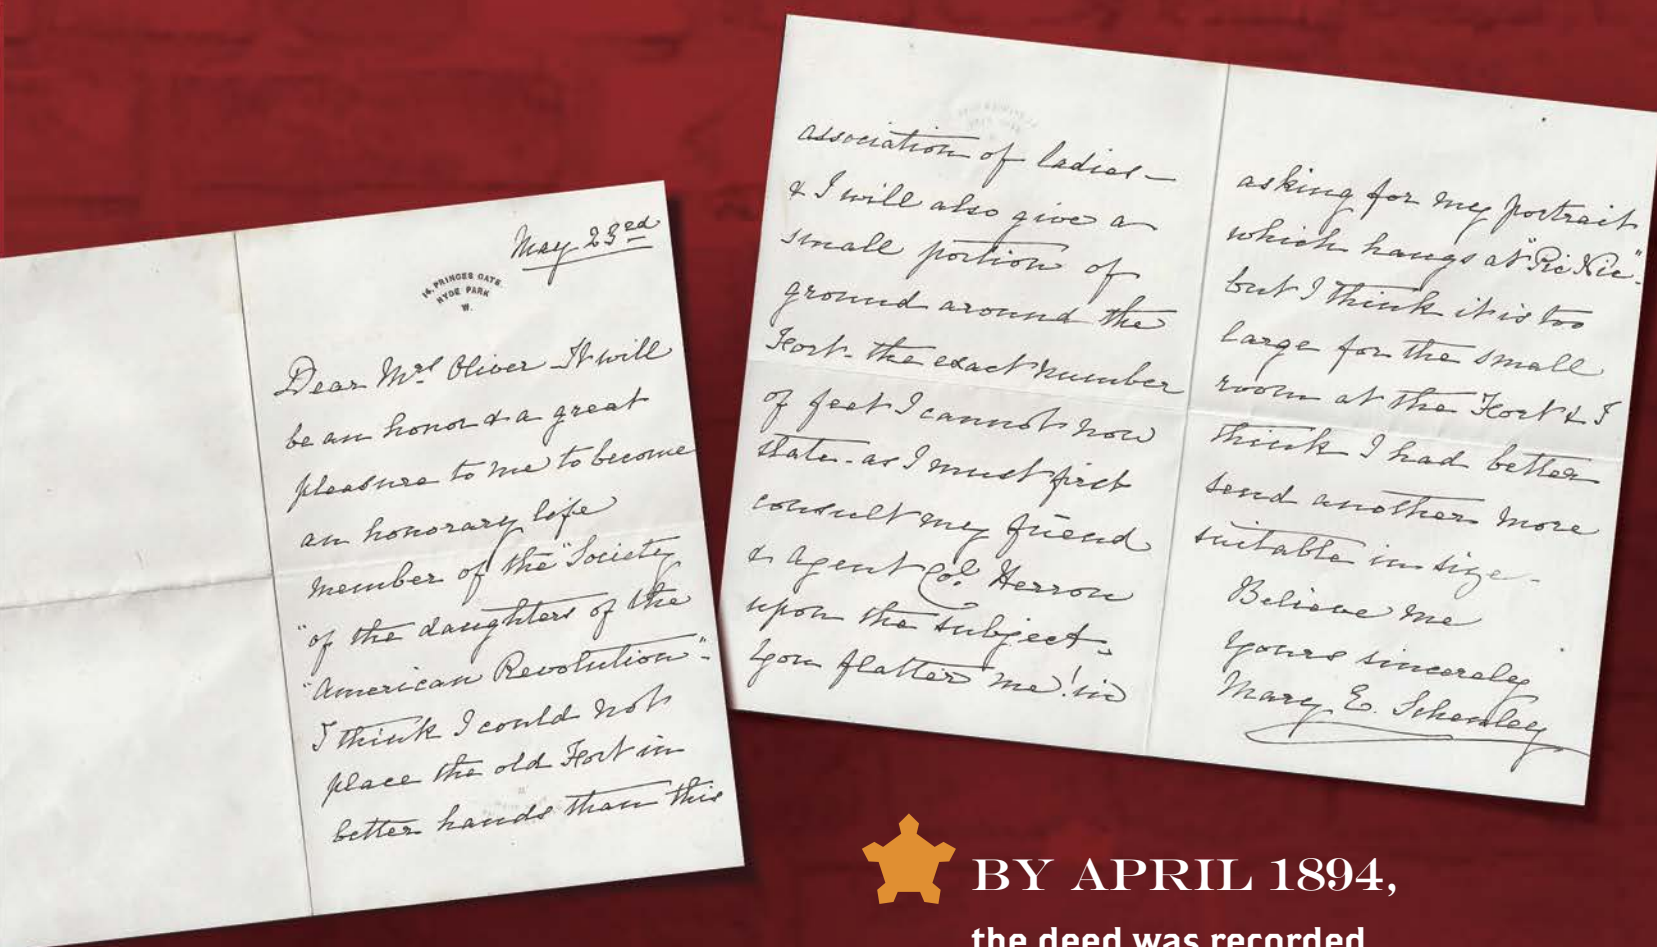 May 23rd
14, PRINCES GATE.
HYDE PARK
W.
Dear Mrs Oliver It will
be an honor & a great
pleasure to me to become
an honorary life
member of the "Society
"of the daughters of the
"American Revolution".
I think I could not
place the old Fort in
better hands than this
association of ladies—
& I will also give a
small portion of
ground around the
Fort - the exact number
of feet I cannot now
state - as I must first
consult my friend
& agent Col. Herron
upon the subject.
You flatter me! in
asking for my portrait
which hangs at "Pic Nic".
but I think it is too
large for the small
room at the Fort & I
think I had better
send another more
suitable in size -
Believe me
yours sincerely
Mary E. Schenley
BY APRIL 1894,
the deed was recorded